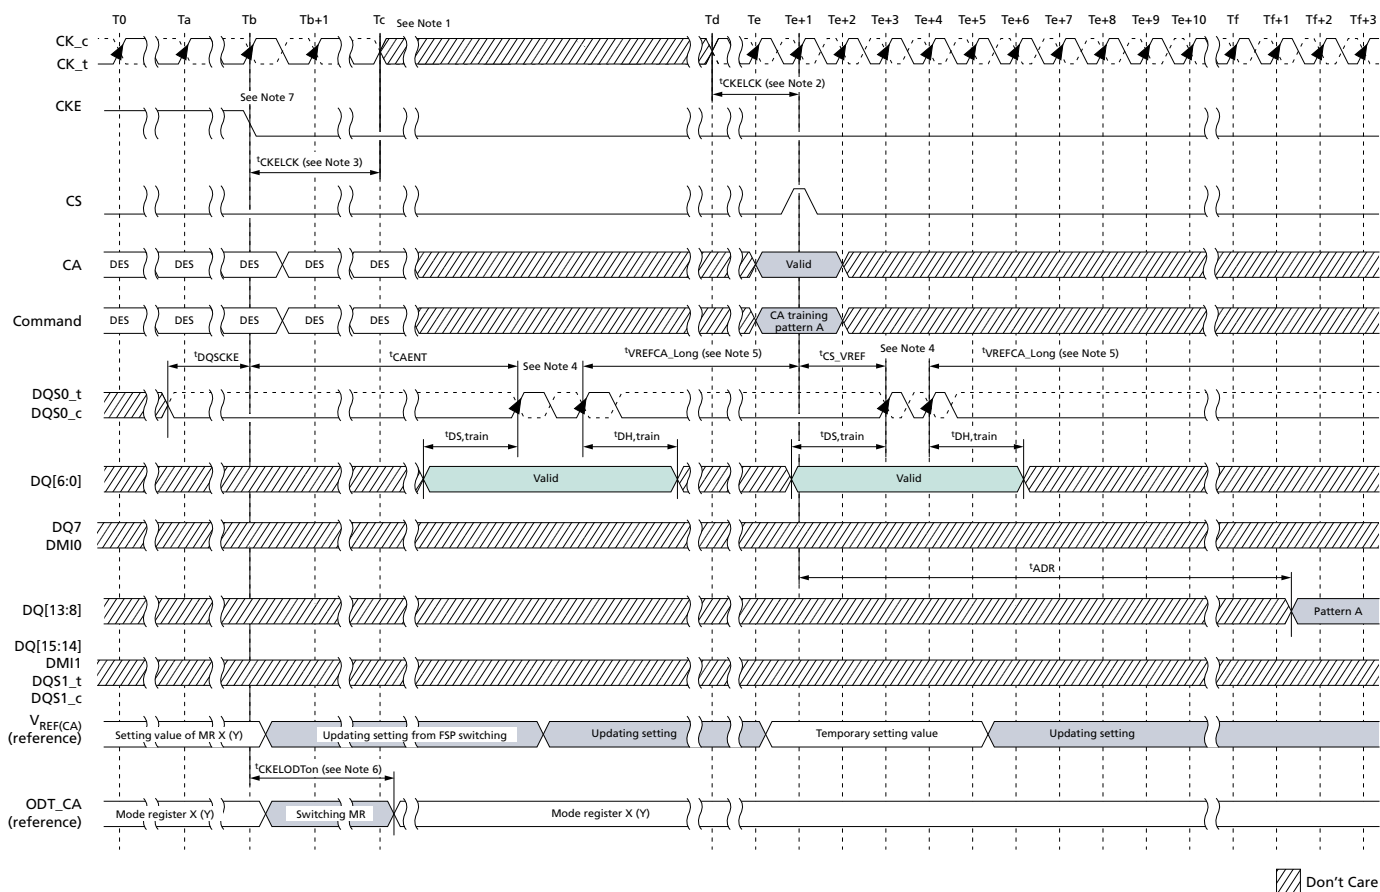 T0 Ta Tb Tb+1 Tc See Note 1 Td Te Te+1 Te+2 Te+3 Te+4 Te+5 Te+6 Te+7 Te+8 Te+9 Te+10 Tf Tf+1 Tf+2 Tf+3
CK_c
CK_t
tCKELCK (see Note 2)
CKE
See Note 7
tCKELCK (see Note 3)
CS
CA
DES DES DES DES DES Valid
Command
DES DES DES DES DES CA training
pattern A
tDQSCKE tCAENT See Note 4 tVREFCA_Long (see Note 5) tCS_VREF See Note 4 tVREFCA_Long (see Note 5)
DQS0_t
DQS0_c
tDS,train tDH,train tDS,train tDH,train
DQ[6:0]
Valid Valid
DQ7
DMI0
tADR
DQ[13:8]
Pattern A
DQ[15:14]
DMI1
DQS1_t
DQS1_c
VREF(CA)
(reference)
Setting value of MR X (Y) Updating setting from FSP switching Updating setting Temporary setting value Updating setting
tCKELODTon (see Note 6)
ODT_CA
(reference)
Mode register X (Y) Switching MR Mode register X (Y)
Don't Care